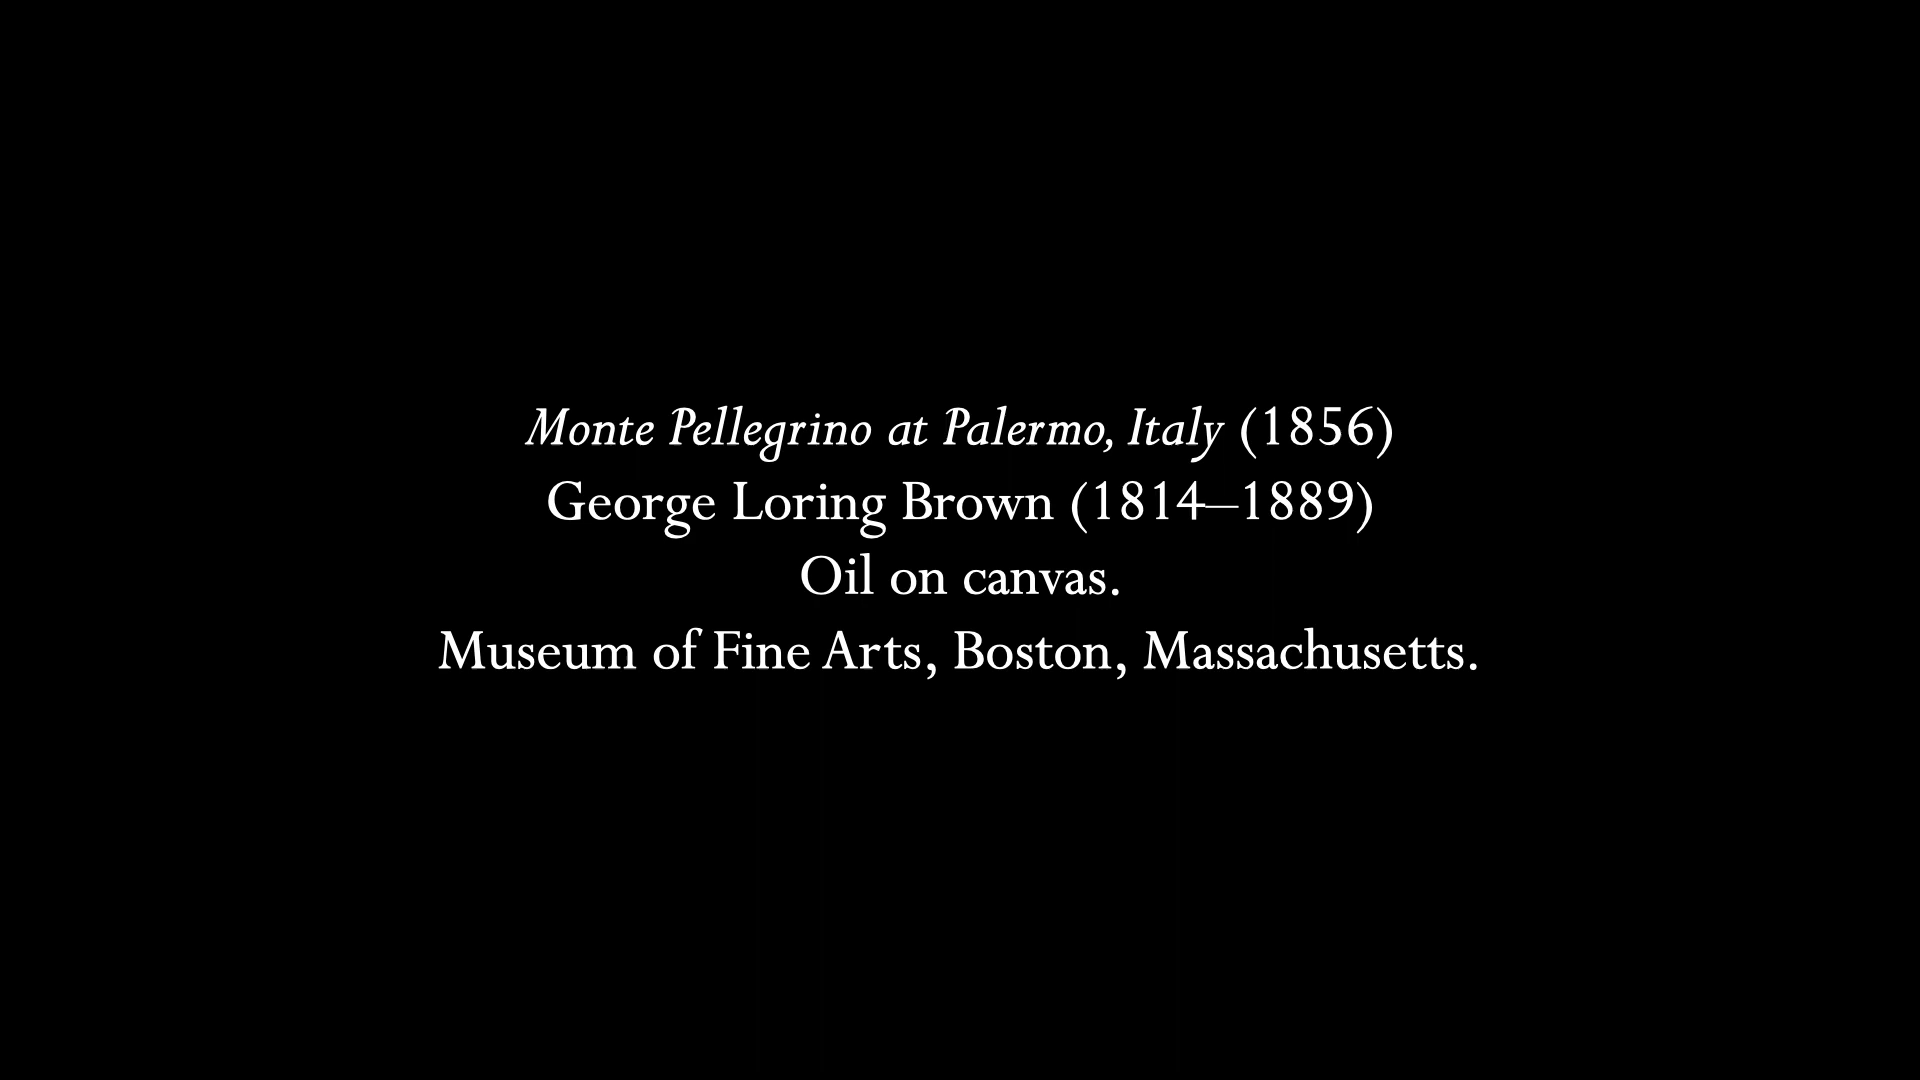 Monte Pellegrino at Palermo, Italy (1856)
George Loring Brown (1814–1889)
Oil on canvas.
Museum of Fine Arts, Boston, Massachusetts.